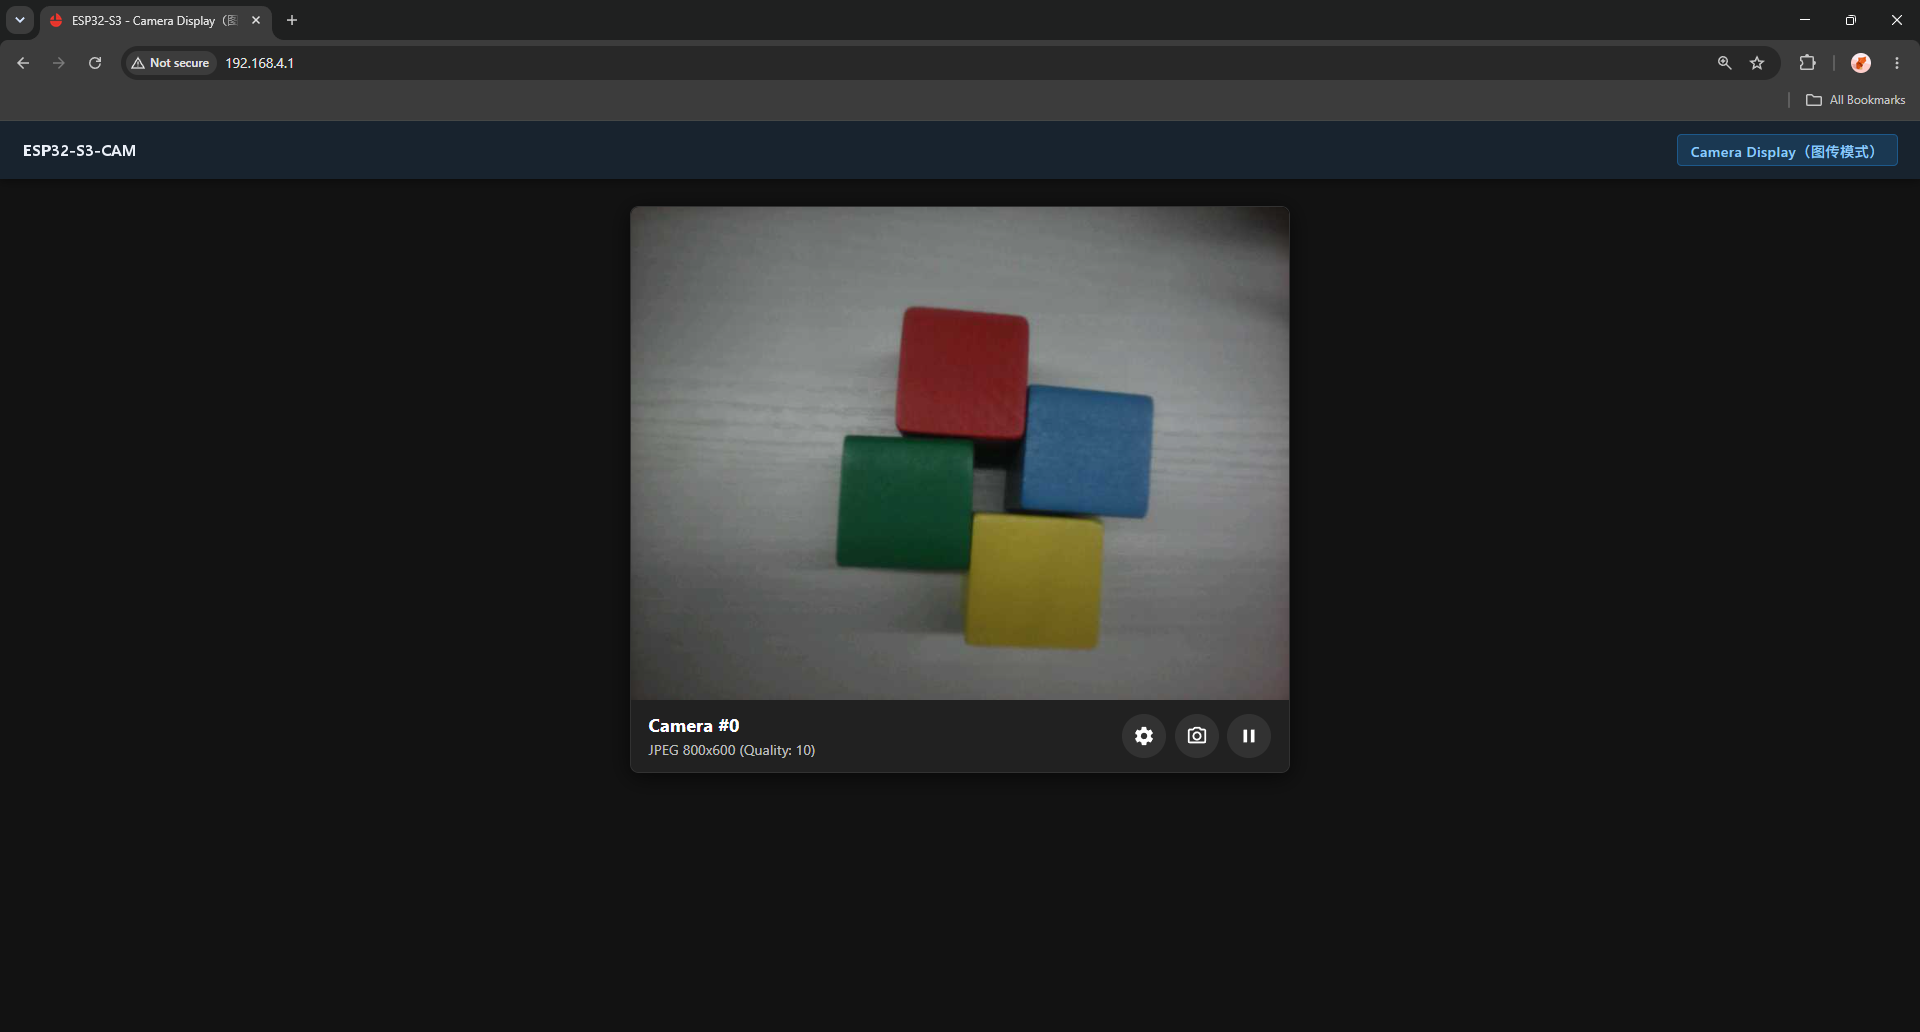 ESP32-S3 - Camera Display（图
Not secure
192.168.4.1
All Bookmarks
ESP32-S3-CAM
Camera Display（图传模式）
Camera #0
JPEG 800x600 (Quality: 10)